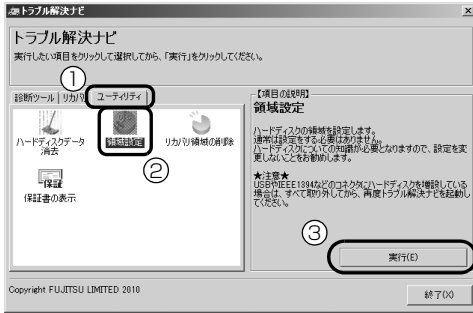 トラブル解決ナビ
トラブル解決ナビ
実行したい項目をクリックして選択してから、「実行」をクリックしてください。
①
診断ツール
リカバリ
ユーティリティ
ハードディスクデータ
消去
領域設定
リカバリ領域の削除
②
保証
保証書の表示
【項目の説明】
領域設定
ハードディスクの領域を設定します。
通常は設定をする必要はありません。
ハードディスクについての知識が必要となりますので、設定を変
更しないことをお勧めします。
★注意★
USBやIEEE1394などのコネクタにハードディスクを増設している
場合は、すべて取り外してから、再度トラブル解決ナビを起動し
てください。
③
実行(E)
Copyright FUJITSU LIMITED 2010
終了(X)